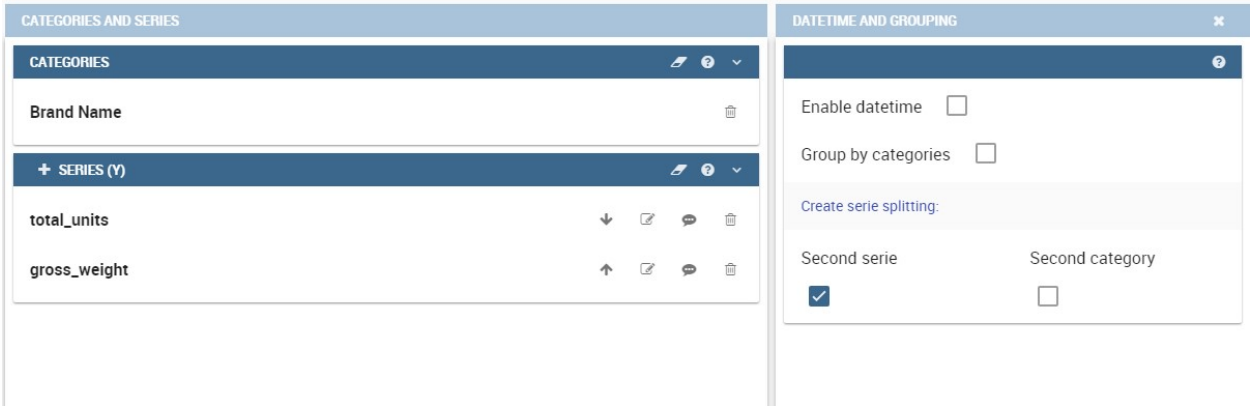 CATEGORIES AND SERIES
CATEGORIES
Brand Name
+ SERIES (Y)
total_units
gross_weight
DATETIME AND GROUPING
Enable datetime
Group by categories
Create serie splitting:
Second serie
Second category